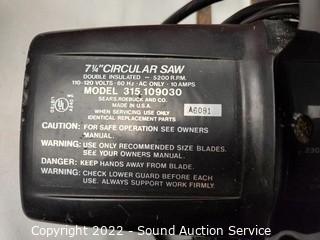 7¼" CIRCULAR SAW
DOUBLE INSULATED — 5200 R.P.M.
110-120 VOLTS · 60 Hz · AC ONLY · 10 AMPS
MODEL 315.109030
SEARS, ROEBUCK AND CO.
MADE IN U.S.A.
WHEN SERVICING USE ONLY
IDENTICAL REPLACEMENT PARTS
A6091
UL
CAUTION: FOR SAFE OPERATION SEE OWNERS
MANUAL.
WARNING: USE ONLY RECOMMENDED SIZE BLADES.
SEE OWNERS MANUAL.
DANGER: KEEP HANDS AWAY FROM BLADE.
WARNING: CHECK LOWER GUARD BEFORE EACH
USE. ALWAYS SUPPORT WORK FIRMLY.
Copyright 2022 - Sound Auction Service